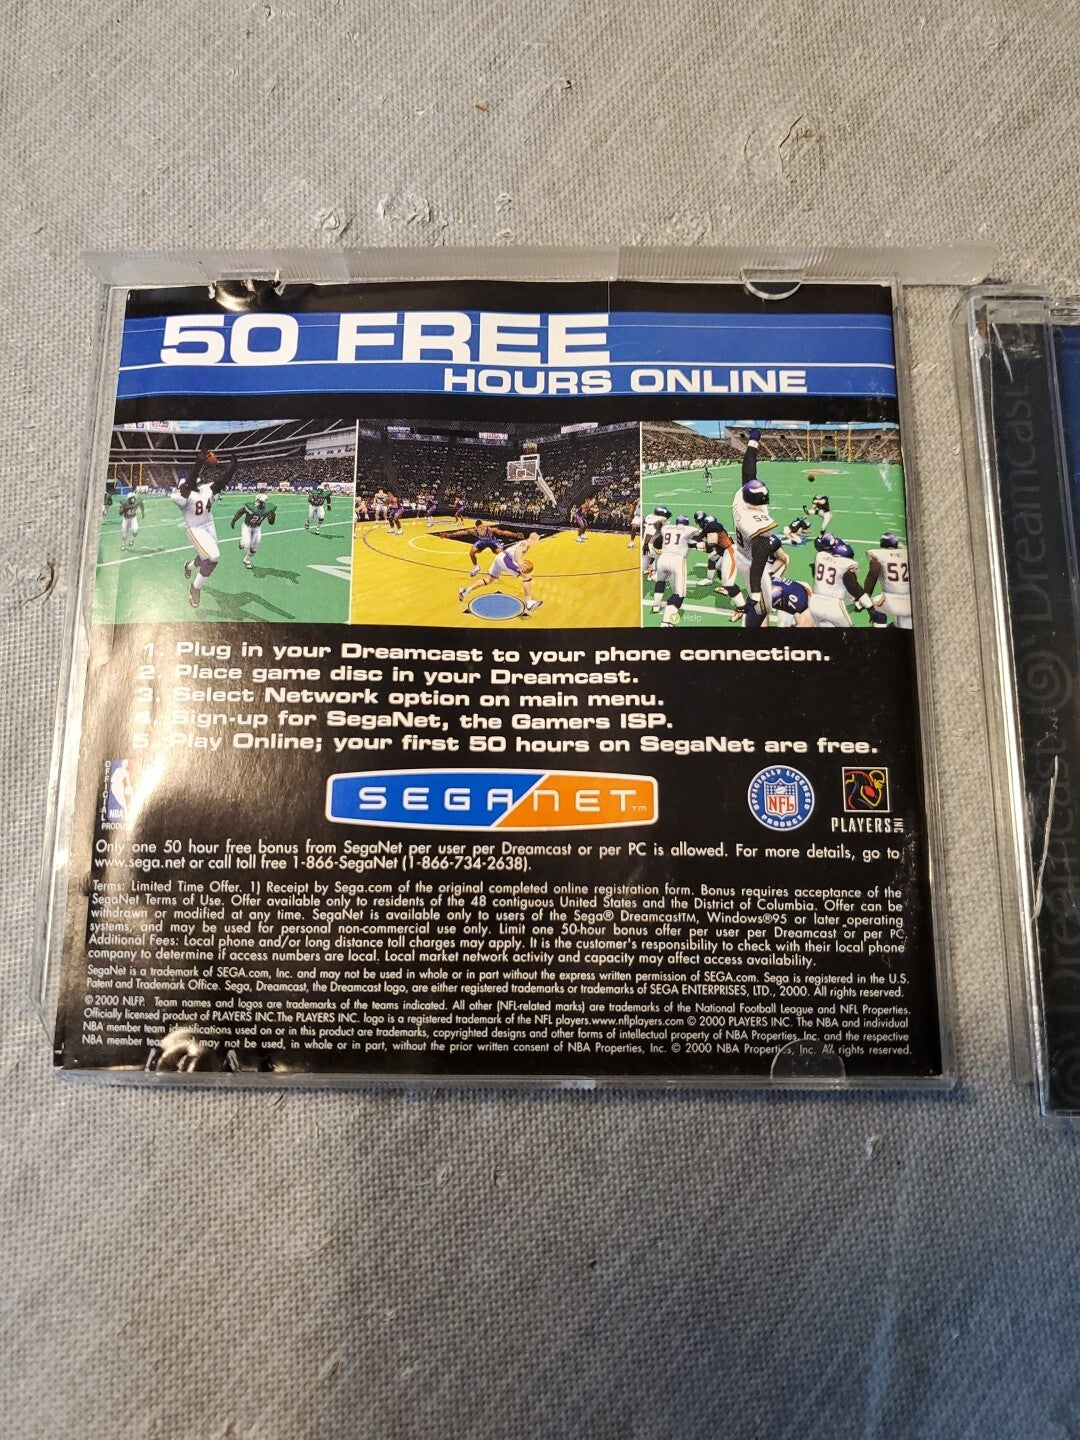 50 FREE
HOURS ONLINE
84
59
91
93
52
70
Help
1. Plug in your Dreamcast to your phone connection.
2. Place game disc in your Dreamcast.
3. Select Network option on main menu.
4. Sign-up for SegaNet, the Gamers ISP.
5. Play Online; your first 50 hours on SegaNet are free.
OFFICIAL
NBA
PRODU
SEGANET™
OFFICIALLY LICENSED
NFL
PRODUCT
PLAYERS INC
Only one 50 hour free bonus from SegaNet per user per Dreamcast or per PC is allowed. For more details, go to
www.sega.net or call toll free 1-866-SegaNet (1-866-734-2638).
Terms: Limited Time Offer. 1) Receipt by Sega.com of the original completed online registration form. Bonus requires acceptance of the
SegaNet Terms of Use. Offer available only to residents of the 48 contiguous United States and the District of Columbia. Offer can be
withdrawn or modified at any time. SegaNet is available only to users of the Sega® Dreamcast™, Windows®95 or later operating
systems, and may be used for personal non-commercial use only. Limit one 50-hour bonus offer per user per Dreamcast or per PC.
Additional Fees: Local phone and/or long distance toll charges may apply. It is the customer's responsibility to check with their local phone
company to determine if access numbers are local. Local market network activity and capacity may affect access availability.
SegaNet is a trademark of SEGA.com, Inc. and may not be used in whole or in part without the express written permission of SEGA.com. Sega is registered in the U.S.
Patent and Trademark Office. Sega, Dreamcast, the Dreamcast logo, are either registered trademarks or trademarks of SEGA ENTERPRISES, LTD., 2000. All rights reserved.
© 2000 NFLP. Team names and logos are trademarks of the teams indicated. All other (NFL-related marks) are trademarks of the National Football League and NFL Properties.
Officially licensed product of PLAYERS INC.The PLAYERS INC. logo is a registered trademark of the NFL players.www.nflplayers.com © 2000 PLAYERS INC. The NBA and individual
NBA member team identifications used on or in this product are trademarks, copyrighted designs and other forms of intellectual property of NBA Properties, Inc. and the respective
NBA member team and may not be used, in whole or in part, without the prior written consent of NBA Properties, Inc. © 2000 NBA Properties, Inc. All rights reserved.
Dreamcast
Dreamcast